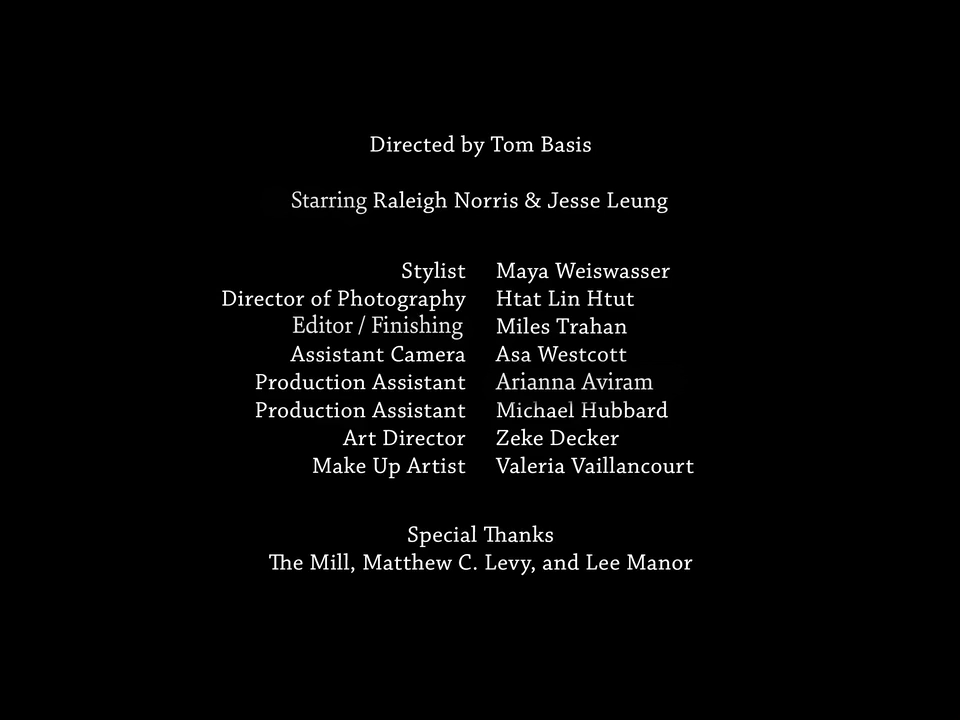 Directed by Tom Basis
Starring Raleigh Norris & Jesse Leung
Stylist Maya Weiswasser
Director of Photography Htat Lin Htut
Editor / Finishing Miles Trahan
Assistant Camera Asa Westcott
Production Assistant Arianna Aviram
Production Assistant Michael Hubbard
Art Director Zeke Decker
Make Up Artist Valeria Vaillancourt
Special Thanks
The Mill, Matthew C. Levy, and Lee Manor